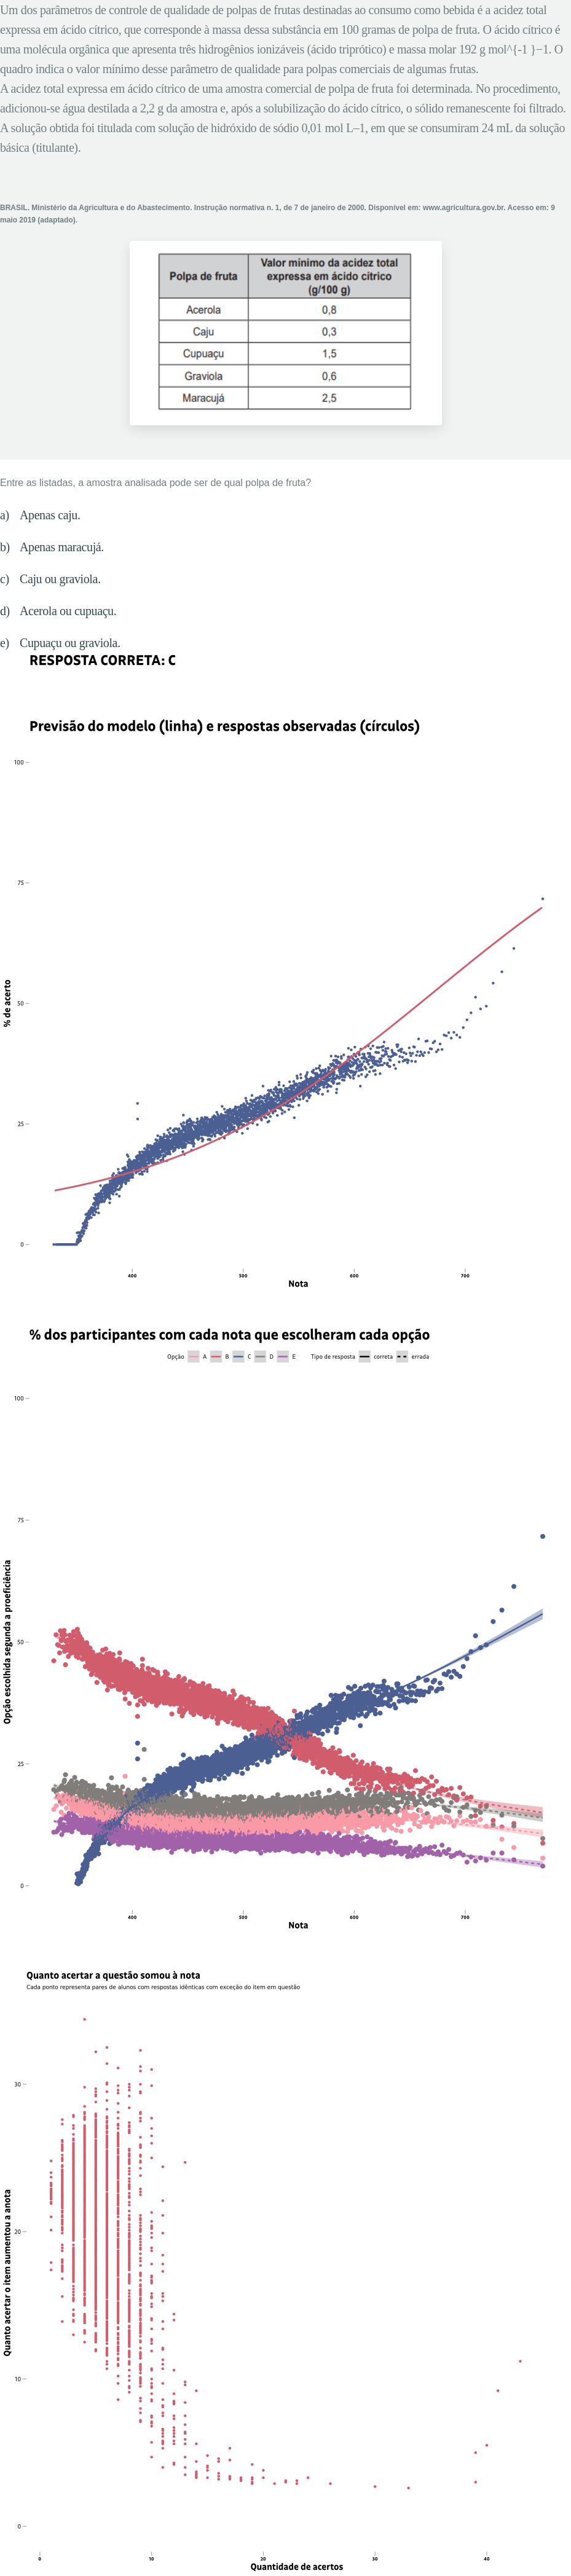 Um dos parâmetros de controle de qualidade de polpas de frutas destinadas ao consumo como bebida é a acidez total
expressa em ácido cítrico, que corresponde à massa dessa substância em 100 gramas de polpa de fruta. O ácido cítrico é
uma molécula orgânica que apresenta três hidrogênios ionizáveis (ácido triprótico) e massa molar 192 g mol^{-1 }−1. O
quadro indica o valor mínimo desse parâmetro de qualidade para polpas comerciais de algumas frutas.
A acidez total expressa em ácido cítrico de uma amostra comercial de polpa de fruta foi determinada. No procedimento,
adicionou-se água destilada a 2,2 g da amostra e, após a solubilização do ácido cítrico, o sólido remanescente foi filtrado.
A solução obtida foi titulada com solução de hidróxido de sódio 0,01 mol L–1, em que se consumiram 24 mL da solução
básica (titulante).
BRASIL. Ministério da Agricultura e do Abastecimento. Instrução normativa n. 1, de 7 de janeiro de 2000. Disponível em: www.agricultura.gov.br. Acesso em: 9
maio 2019 (adaptado).
Polpa de fruta
Valor mínimo da acidez total
expressa em ácido cítrico
(g/100 g)
Acerola 0,8
Caju 0,3
Cupuaçu 1,5
Graviola 0,6
Maracujá 2,5
Entre as listadas, a amostra analisada pode ser de qual polpa de fruta?
a) Apenas caju.
b) Apenas maracujá.
c) Caju ou graviola.
d) Acerola ou cupuaçu.
e) Cupuaçu ou graviola.
RESPOSTA CORRETA: C
Previsão do modelo (linha) e respostas observadas (círculos)
% de acerto
100
75
50
25
0
400 500 600 700
Nota
% dos participantes com cada nota que escolheram cada opção
Opção A B C D E Tipo de resposta correta errada
Opção escolhida segunda a proeficiência
100
75
50
25
0
400 500 600 700
Nota
Quanto acertar a questão somou à nota
Cada ponto representa pares de alunos com respostas idênticas com exceção do item em questão
Quanto acertar o item aumentou a anota
30
20
10
0
0 10 20 30 40
Quantidade de acertos